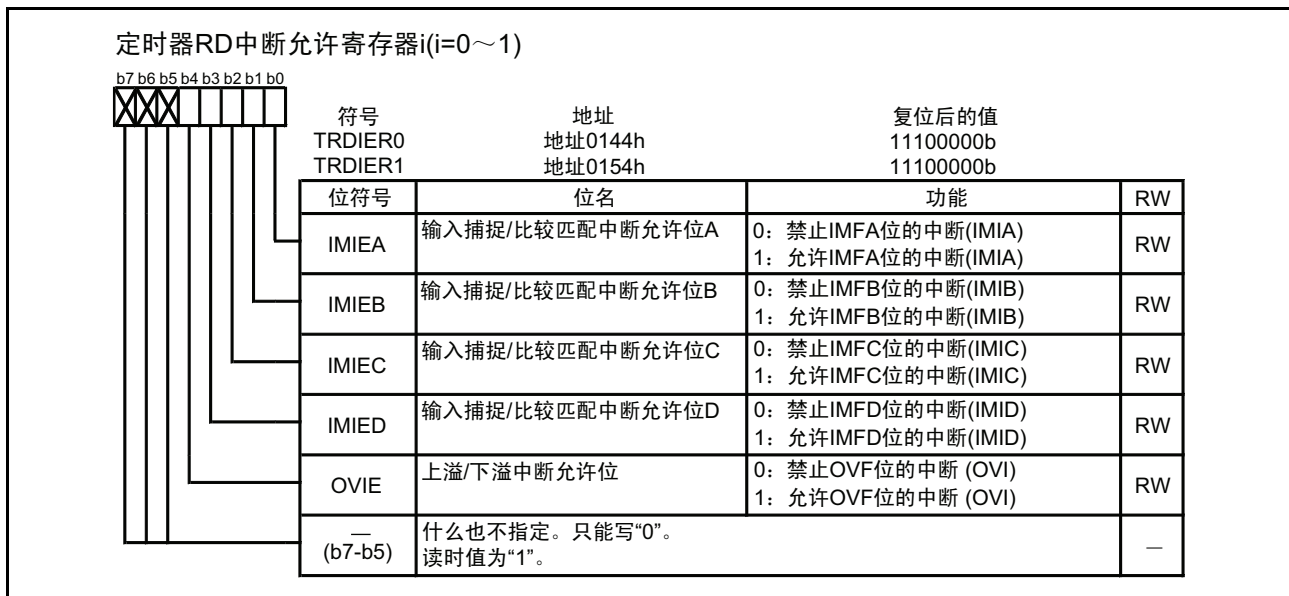 定时器RD中断允许寄存器i(i=0～1)
b7 b6 b5 b4 b3 b2 b1 b0
符号 地址 复位后的值
TRDIER0 地址0144h 11100000b
TRDIER1 地址0154h 11100000b
位符号 位名 功能 RW
IMIEA 输入捕捉/比较匹配中断允许位A 0：禁止IMFA位的中断(IMIA) RW
1：允许IMFA位的中断(IMIA)
IMIEB 输入捕捉/比较匹配中断允许位B 0：禁止IMFB位的中断(IMIB) RW
1：允许IMFB位的中断(IMIB)
IMIEC 输入捕捉/比较匹配中断允许位C 0：禁止IMFC位的中断(IMIC) RW
1：允许IMFC位的中断(IMIC)
IMIED 输入捕捉/比较匹配中断允许位D 0：禁止IMFD位的中断(IMID) RW
1：允许IMFD位的中断(IMID)
OVIE 上溢/下溢中断允许位 0：禁止OVF位的中断 (OVI) RW
1：允许OVF位的中断 (OVI)
— 什么也不指定。只能写“0”。 —
(b7-b5) 读时值为“1”。